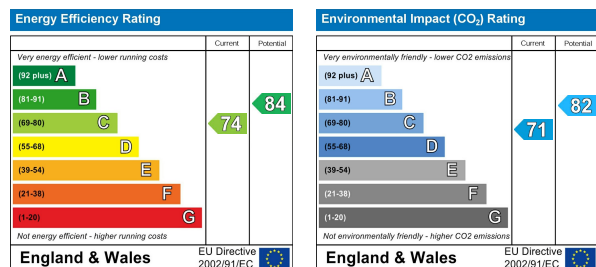 Energy Efficiency Rating
Current
Potential
Very energy efficient - lower running costs
(92 plus) A
(81-91) B
(69-80) C
(55-68) D
(39-54) E
(21-38) F
(1-20) G
74
84
Not energy efficient - higher running costs
England & Wales
EU Directive
2002/91/EC
Environmental Impact (CO₂) Rating
Current
Potential
Very environmentally friendly - lower CO2 emissions
(92 plus) A
(81-91) B
(69-80) C
(55-68) D
(39-54) E
(21-38) F
(1-20) G
71
82
Not environmentally friendly - higher CO2 emissions
England & Wales
EU Directive
2002/91/EC